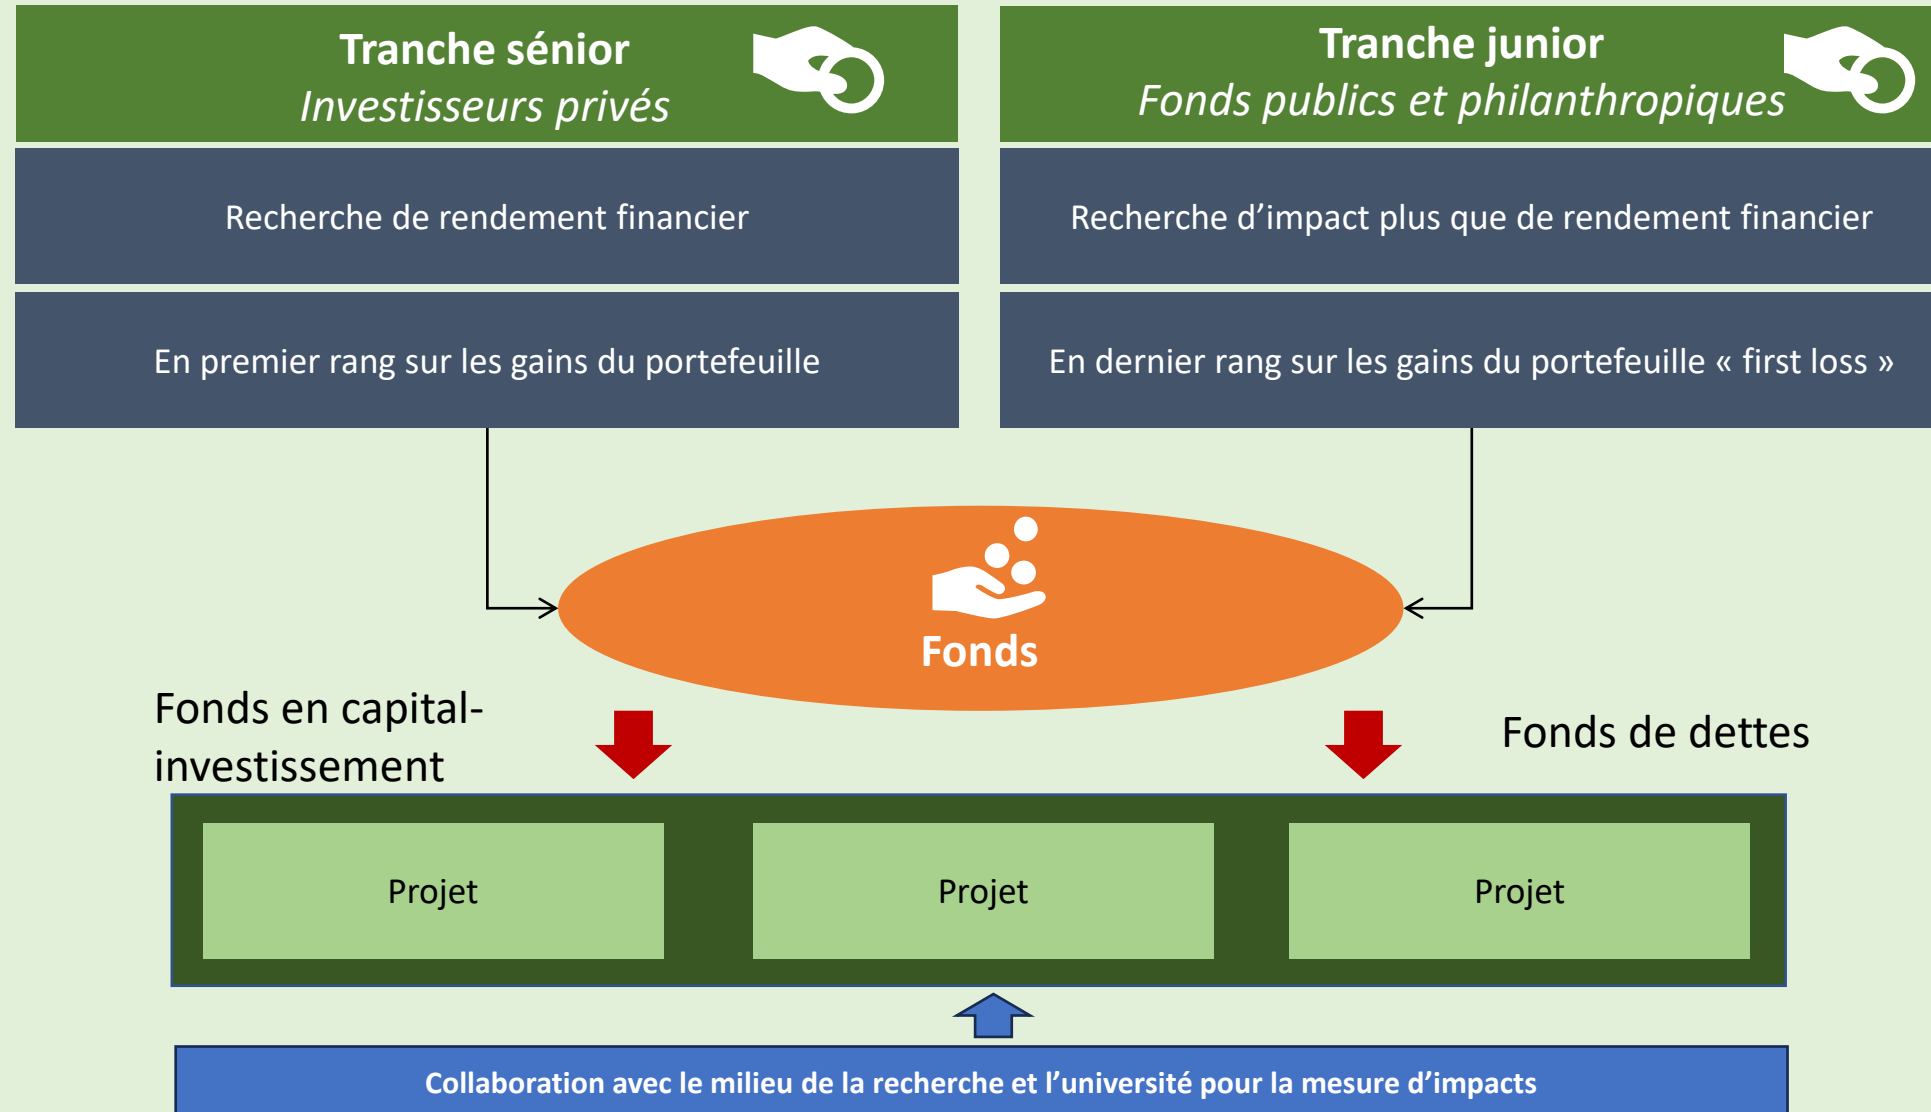 Tranche sénior
Investisseurs privés
Recherche de rendement financier
En premier rang sur les gains du portefeuille
Tranche junior
Fonds publics et philanthropiques
Recherche d’impact plus que de rendement financier
En dernier rang sur les gains du portefeuille « first loss »
Fonds
Fonds en capital-
investissement
Fonds de dettes
Projet
Projet
Projet
Collaboration avec le milieu de la recherche et l’université pour la mesure d’impacts